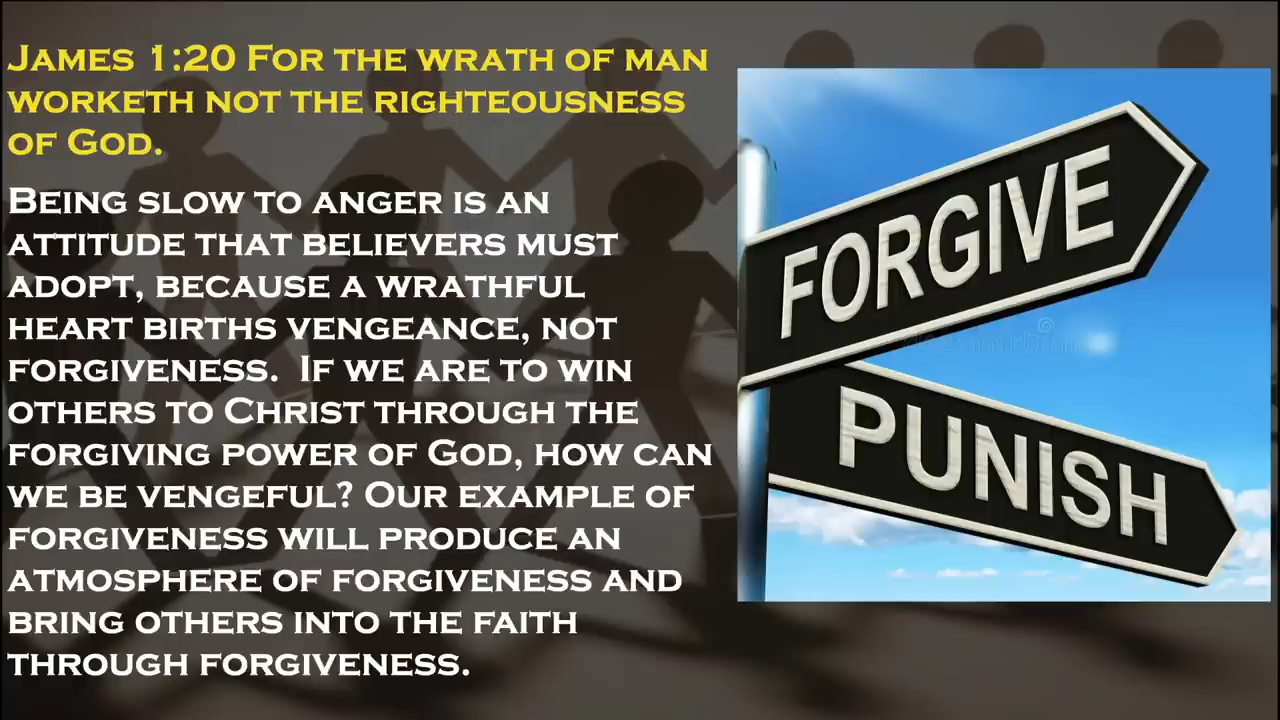 James 1:20 For the wrath of man
worketh not the righteousness
of God.
Being slow to anger is an
attitude that believers must
adopt, because a wrathful
heart births vengeance, not
forgiveness.  If we are to win
others to Christ through the
forgiving power of God, how can
we be vengeful? Our example of
forgiveness will produce an
atmosphere of forgiveness and
bring others into the faith
through forgiveness.
FORGIVE
PUNISH